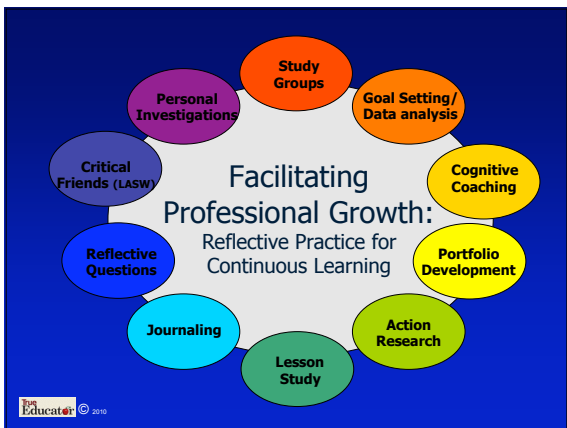 Study
Groups
Goal Setting/
Data analysis
Cognitive
Coaching
Portfolio
Development
Action
Research
Lesson
Study
Journaling
Reflective
Questions
Critical
Friends (LASW)
Personal
Investigations
Facilitating
Professional Growth:
Reflective Practice for
Continuous Learning
True
Educator © 2010